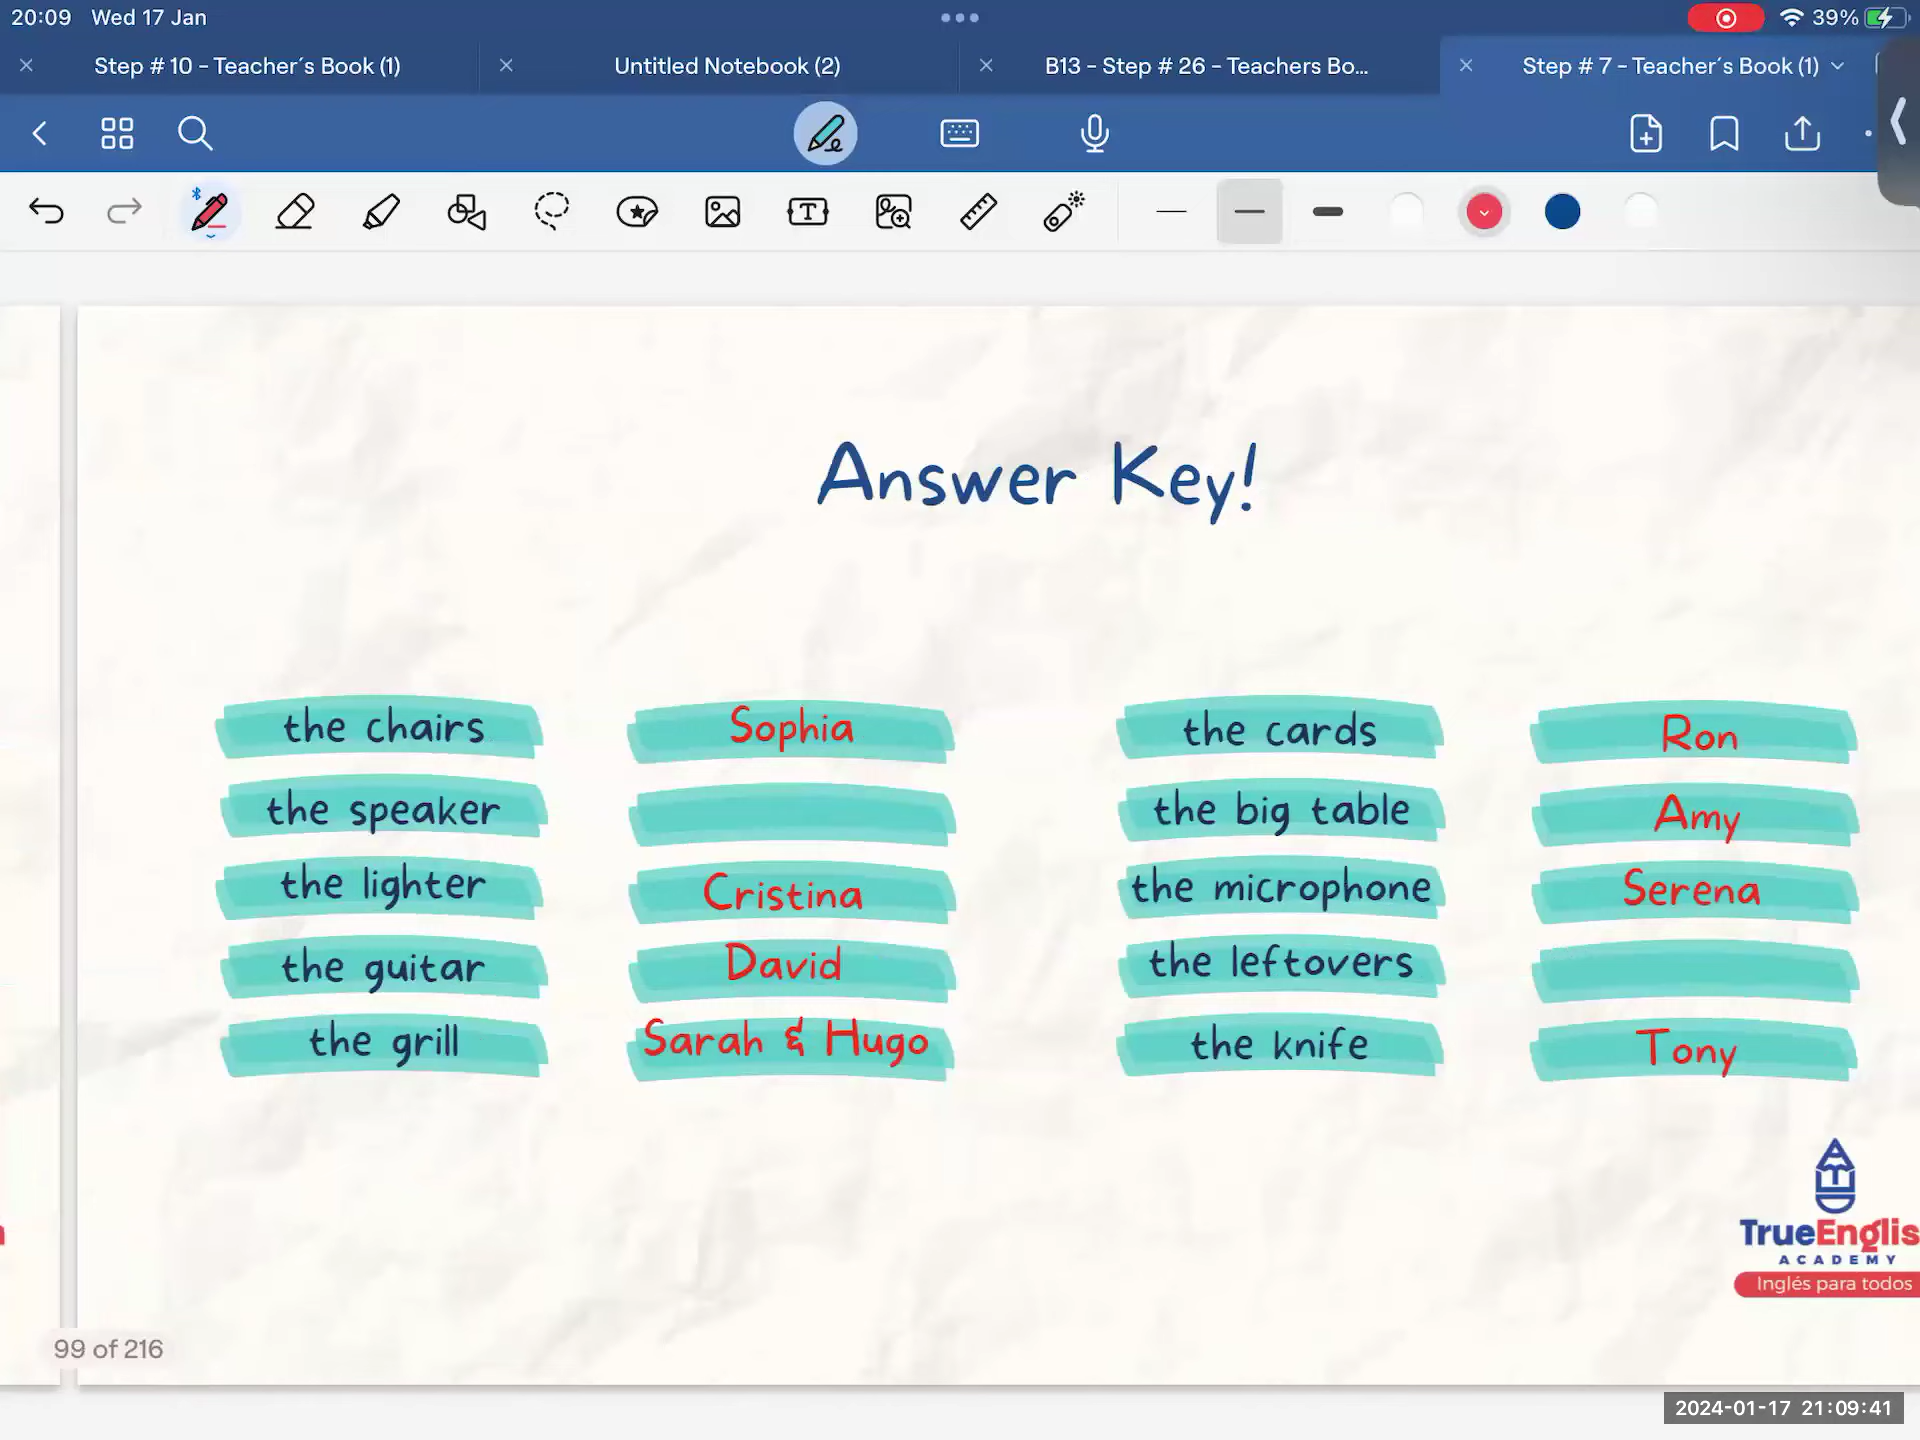 20:09 Wed 17 Jan
39%
Step # 10 - Teacher´s Book (1)
Untitled Notebook (2)
B13 - Step # 26 - Teachers Bo...
Step # 7 - Teacher´s Book (1)
Answer Key!
the chairs Sophia the cards Ron
the speaker the big table Amy
the lighter Cristina the microphone Serena
the guitar David the leftovers
the grill Sarah & Hugo the knife Tony
TrueEnglis
ACADEMY
Inglés para todos
99 of 216
2024-01-17 21:09:41